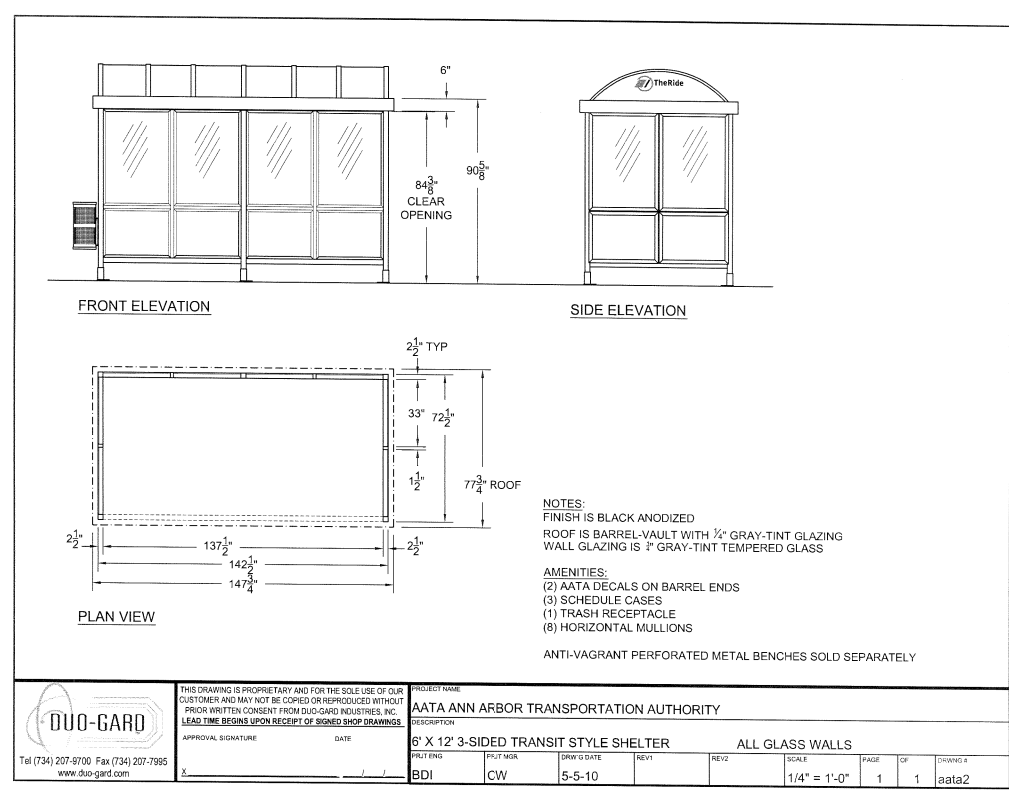 TheRide
6"
84 3/8"
CLEAR
OPENING
90 5/8"
FRONT ELEVATION
SIDE ELEVATION
2 1/2" TYP
33"
72 1/2"
1 1/2"
77 3/4" ROOF
2 1/2"
137 1/2"
2 1/2"
142 1/2"
147 3/4"
PLAN VIEW
NOTES:
FINISH IS BLACK ANODIZED
ROOF IS BARREL-VAULT WITH 1/4" GRAY-TINT GLAZING
WALL GLAZING IS 1/4" GRAY-TINT TEMPERED GLASS
AMENITIES:
(2) AATA DECALS ON BARREL ENDS
(3) SCHEDULE CASES
(1) TRASH RECEPTACLE
(8) HORIZONTAL MULLIONS
ANTI-VAGRANT PERFORATED METAL BENCHES SOLD SEPARATELY
DUO-GARD
Tel (734) 207-9700 Fax (734) 207-7995
www.duo-gard.com
THIS DRAWING IS PROPRIETARY AND FOR THE SOLE USE OF OUR
CUSTOMER AND MAY NOT BE COPIED OR REPRODUCED WITHOUT
PRIOR WRITTEN CONSENT FROM DUO-GARD INDUSTRIES, INC.
LEAD TIME BEGINS UPON RECEIPT OF SIGNED SHOP DRAWINGS
APPROVAL SIGNATURE DATE
X / /
PROJECT NAME
AATA ANN ARBOR TRANSPORTATION AUTHORITY
DESCRIPTION
6' X 12' 3-SIDED TRANSIT STYLE SHELTER ALL GLASS WALLS
PRJT ENG PRJT MGR DRW'G DATE REV1 REV2 SCALE PAGE OF DRWNG #
BDI CW 5-5-10 1/4" = 1'-0" 1 1 aata2